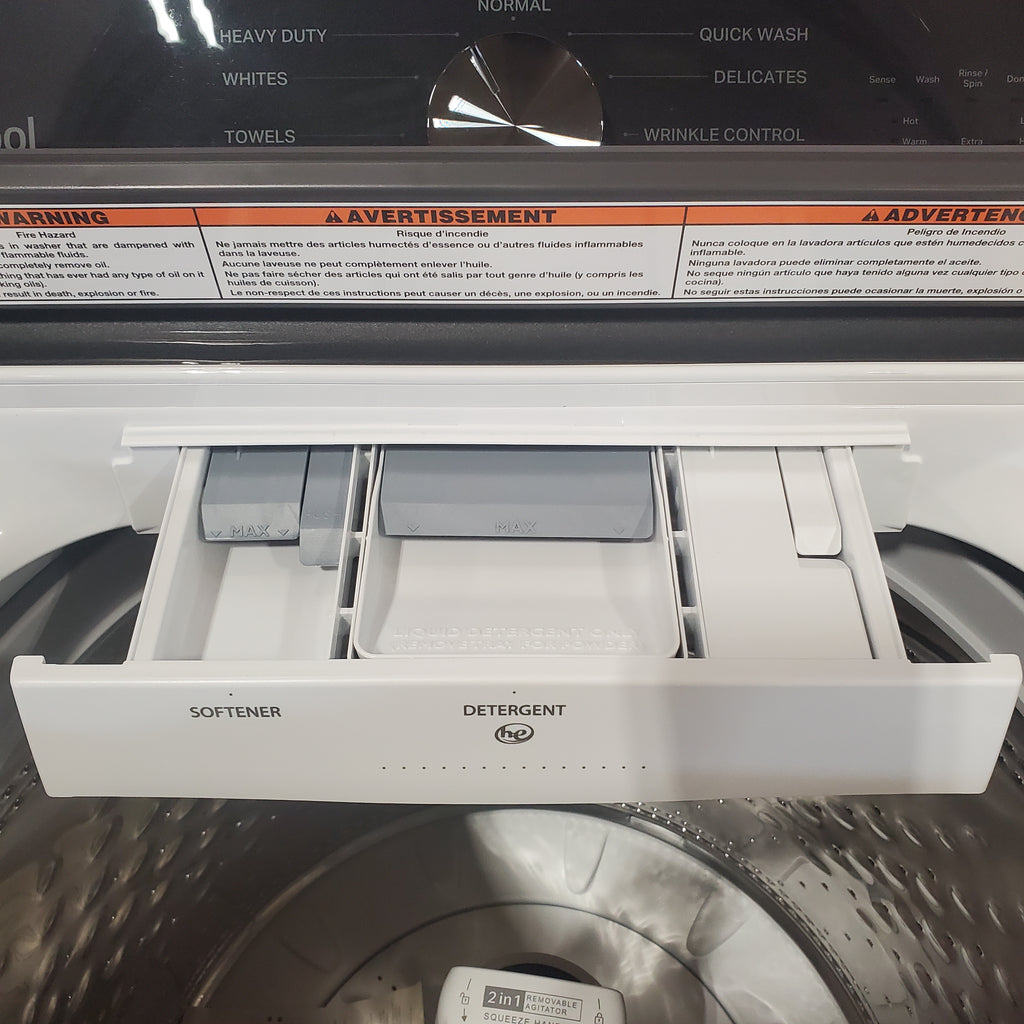 NORMAL
HEAVY DUTY
QUICK WASH
WHITES
DELICATES
TOWELS
WRINKLE CONTROL
Sense
Wash
Rinse /
Spin
Hot
Warm
Extra
WARNING
Fire Hazard
in washer that are dampened with
flammable fluids.
completely remove oil.
that has ever had any type of oil on it
oils).
result in death, explosion or fire.
AVERTISSEMENT
Risque d'incendie
Ne jamais mettre des articles humectés d'essence ou d'autres fluides inflammables
dans la laveuse.
Aucune laveuse ne peut complètement enlever l'huile.
Ne pas faire sécher des articles qui ont été salis par tout genre d'huile (y compris les
huiles de cuisson).
Le non-respect de ces instructions peut causer un décès, une explosion, ou un incendie.
Peligro de Incendio
Nunca coloque en la lavadora artículos que estén humedecidos
inflamable.
Ninguna lavadora puede eliminar completamente el aceite.
No seque ningún artículo que haya tenido alguna vez cualquier tipo
cocina).
No seguir estas instrucciones puede ocasionar la muerte, explosión o
MAX
MAX
LIQUID DETERGENT ONLY
(REMOVE TRAY FOR POWDER)
SOFTENER
DETERGENT
he
2 in 1 REMOVABLE
AGITATOR
SQUEEZE